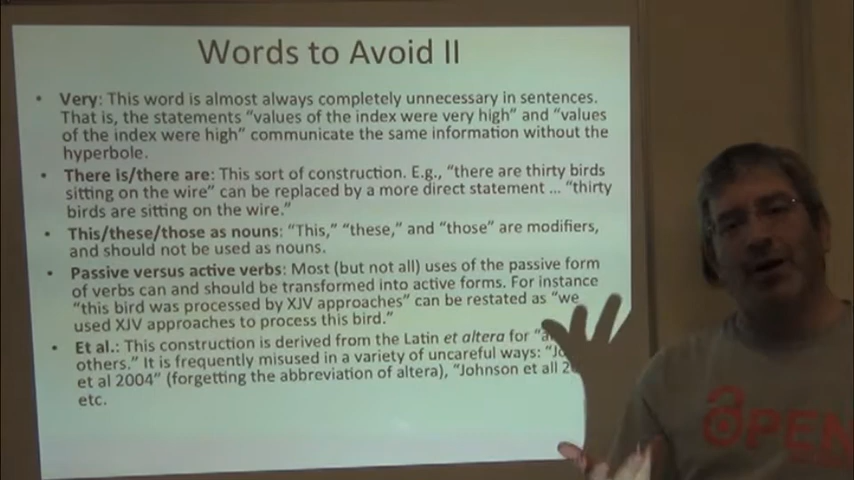 Words to Avoid II
• Very: This word is almost always completely unnecessary in sentences.
That is, the statements "values of the index were very high" and "values
of the index were high" communicate the same information without the
hyperbole.
• There is/there are: This sort of construction. E.g., "there are thirty birds
sitting on the wire" can be replaced by a more direct statement ... "thirty
birds are sitting on the wire."
• This/these/those as nouns: "This," "these," and "those" are modifiers,
and should not be used as nouns.
• Passive versus active verbs: Most (but not all) uses of the passive form
of verbs can and should be transformed into active forms. For instance
"this bird was processed by XJV approaches" can be restated as "we
used XJV approaches to process this bird."
• Et al.: This construction is derived from the Latin et altera for
others." It is frequently misused in a variety of uncareful ways:
et al 2004" (forgetting the abbreviation of altera), "Johnson et all
etc.
OPEN